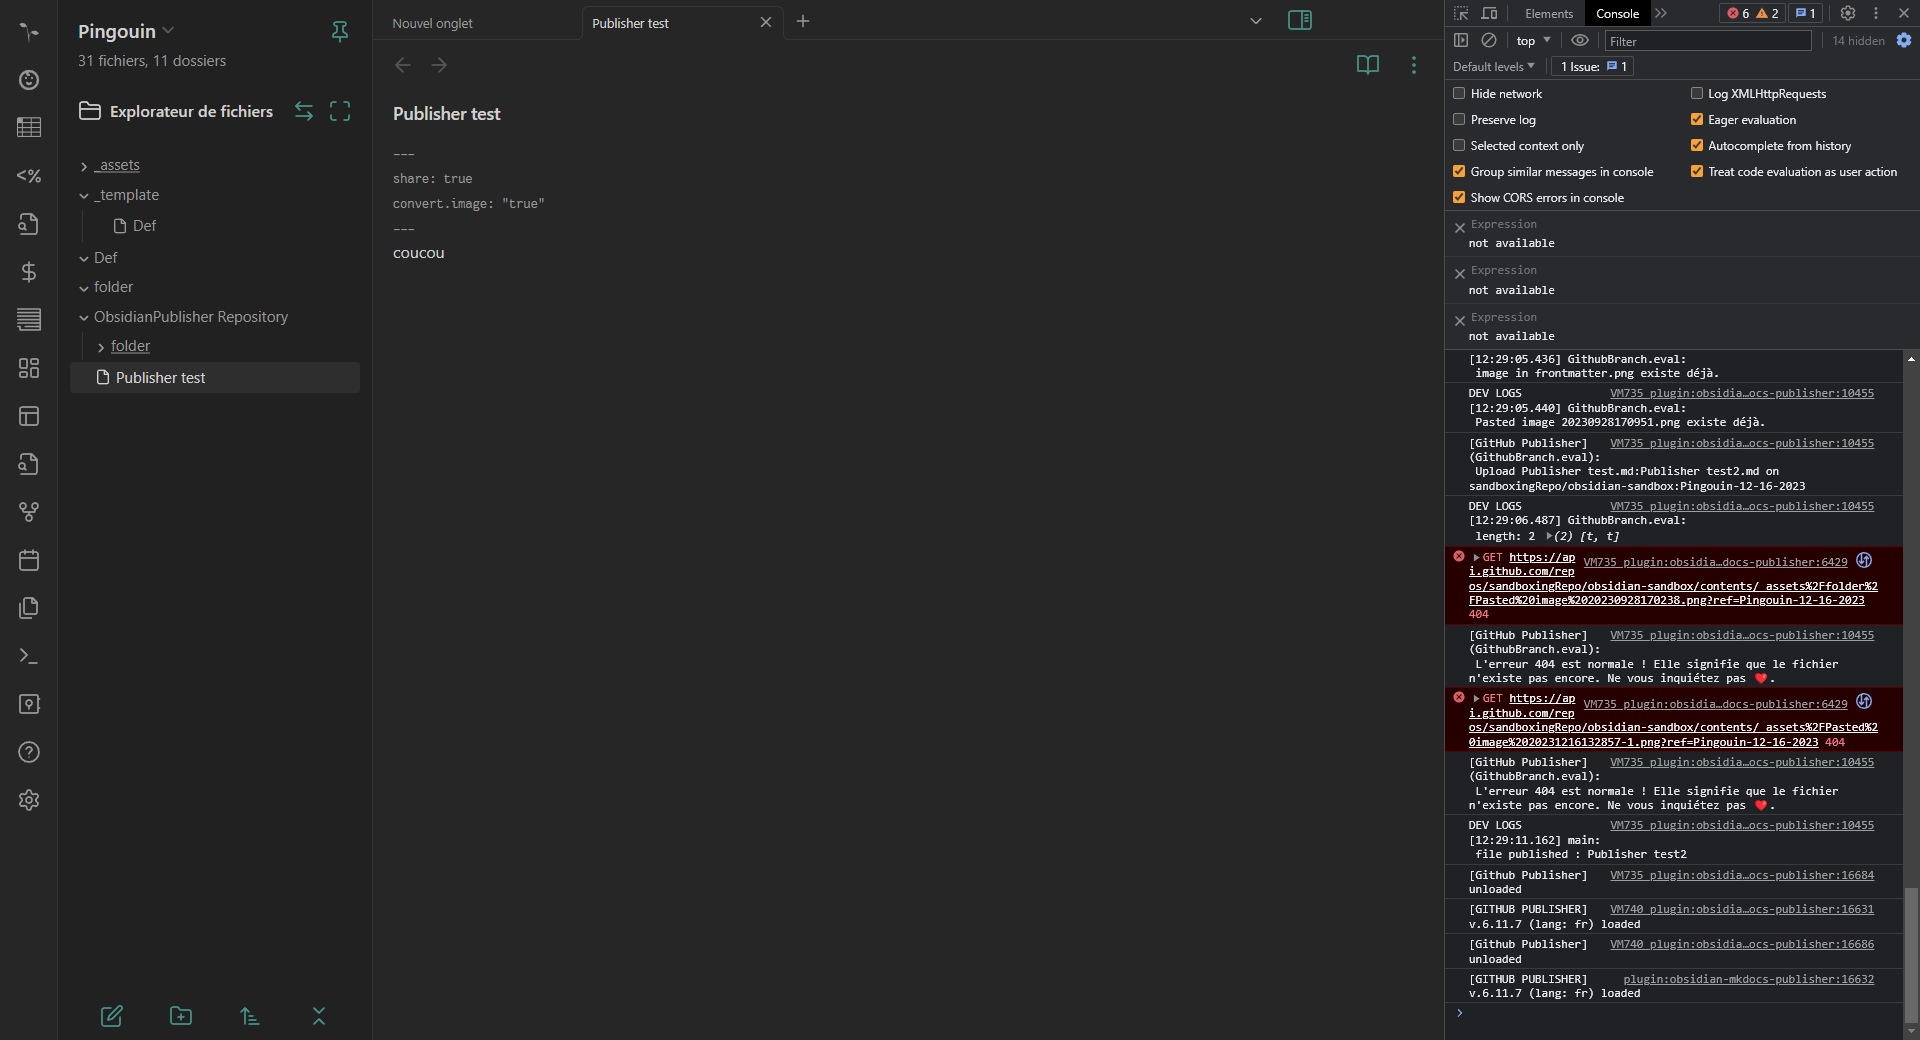 Pingouin
31 fichiers, 11 dossiers
Explorateur de fichiers
_assets
_template
Def
Def
folder
ObsidianPublisher Repository
folder
Publisher test
<%
Nouvel onglet
Publisher test
Publisher test
---
share: true
convert.image: "true"
---
coucou
Elements
Console
6
2
1
top
Filter
14 hidden
Default levels
1 Issue:
1
Hide network
Log XMLHttpRequests
Preserve log
Eager evaluation
Selected context only
Autocomplete from history
Group similar messages in console
Treat code evaluation as user action
Show CORS errors in console
Expression
not available
Expression
not available
Expression
not available
[12:29:05.436] GithubBranch.eval:
image in frontmatter.png existe déjà.
DEV LOGS VM735 plugin:obsidia…ocs-publisher:10455
[12:29:05.440] GithubBranch.eval:
Pasted image 20230928170951.png existe déjà.
[GitHub Publisher] VM735 plugin:obsidia…ocs-publisher:10455
(GithubBranch.eval):
Upload Publisher test.md:Publisher test2.md on
sandboxingRepo/obsidian-sandbox:Pingouin-12-16-2023
DEV LOGS VM735 plugin:obsidia…ocs-publisher:10455
[12:29:06.487] GithubBranch.eval:
length: 2 (2) [t, t]
GET https://ap VM735 plugin:obsidia…docs-publisher:6429
i.github.com/rep
os/sandboxingRepo/obsidian-sandbox/contents/_assets%2Ffolder%2
FPasted%20image%2020230928170238.png?ref=Pingouin-12-16-2023
404
[GitHub Publisher] VM735 plugin:obsidia…ocs-publisher:10455
(GithubBranch.eval):
L'erreur 404 est normale ! Elle signifie que le fichier
n'existe pas encore. Ne vous inquiétez pas ❤️.
GET https://ap VM735 plugin:obsidia…docs-publisher:6429
i.github.com/rep
os/sandboxingRepo/obsidian-sandbox/contents/_assets%2FPasted%2
0image%2020231216132857-1.png?ref=Pingouin-12-16-2023 404
[GitHub Publisher] VM735 plugin:obsidia…ocs-publisher:10455
(GithubBranch.eval):
L'erreur 404 est normale ! Elle signifie que le fichier
n'existe pas encore. Ne vous inquiétez pas ❤️.
DEV LOGS VM735 plugin:obsidia…ocs-publisher:10455
[12:29:11.162] main:
file published : Publisher test2
[Github Publisher] VM735 plugin:obsidia…ocs-publisher:16684
unloaded
[GITHUB PUBLISHER] VM740 plugin:obsidia…ocs-publisher:16631
v.6.11.7 (lang: fr) loaded
[Github Publisher] VM740 plugin:obsidia…ocs-publisher:16686
unloaded
[GITHUB PUBLISHER] plugin:obsidian-mkdocs-publisher:16632
v.6.11.7 (lang: fr) loaded